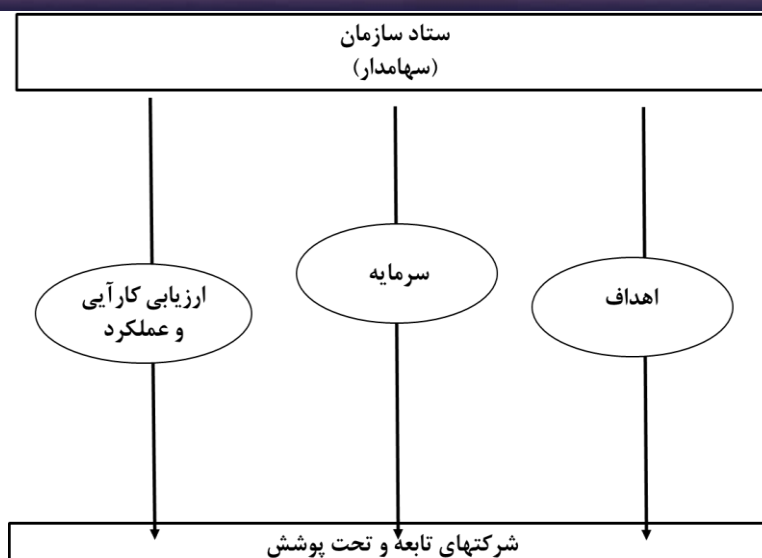 ستاد سازمان
(سهامدار)
اهداف
سرمایه
ارزیابی کارآیی
و عملکرد
شرکتهای تابعه و تحت پوشش